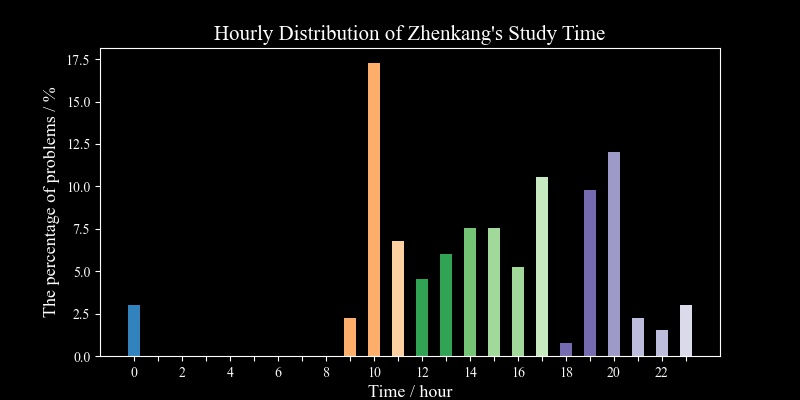 Hourly Distribution of Zhenkang's Study Time
The percentage of problems / %
17.5
15.0
12.5
10.0
7.5
5.0
2.5
0.0
0 2 4 6 8 10 12 14 16 18 20 22
Time / hour